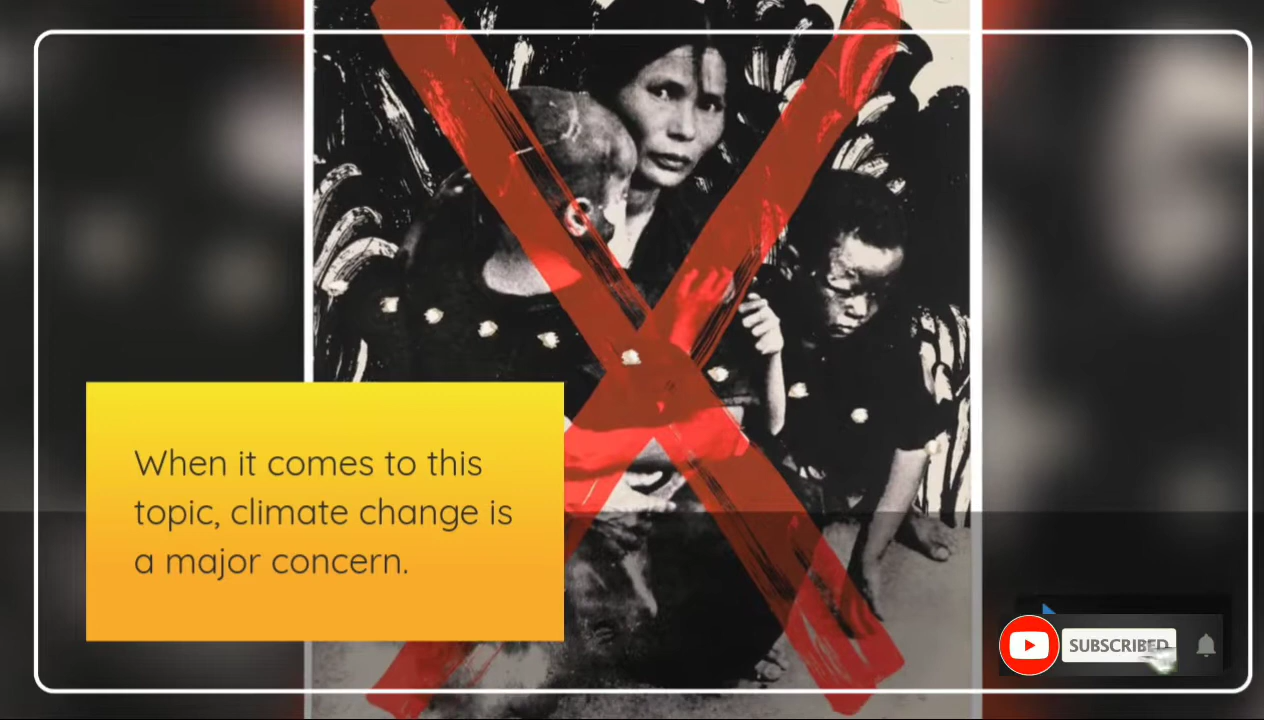 When it comes to this
topic, climate change is
a major concern.
SUBSCRIBED